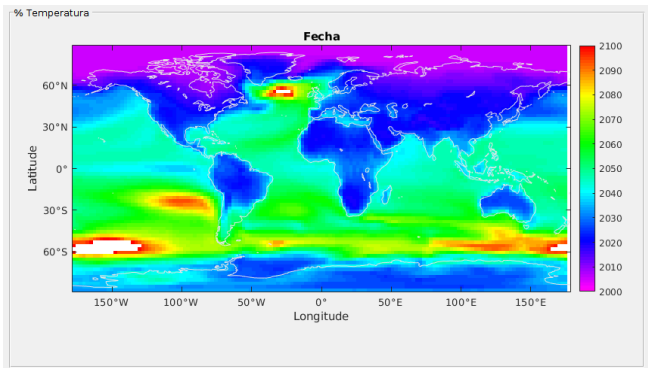 % Temperatura
Fecha
60°N
30°N
0°
30°S
60°S
Latitude
150°W
100°W
50°W
0°
50°E
100°E
150°E
Longitude
2100
2090
2080
2070
2060
2050
2040
2030
2020
2010
2000